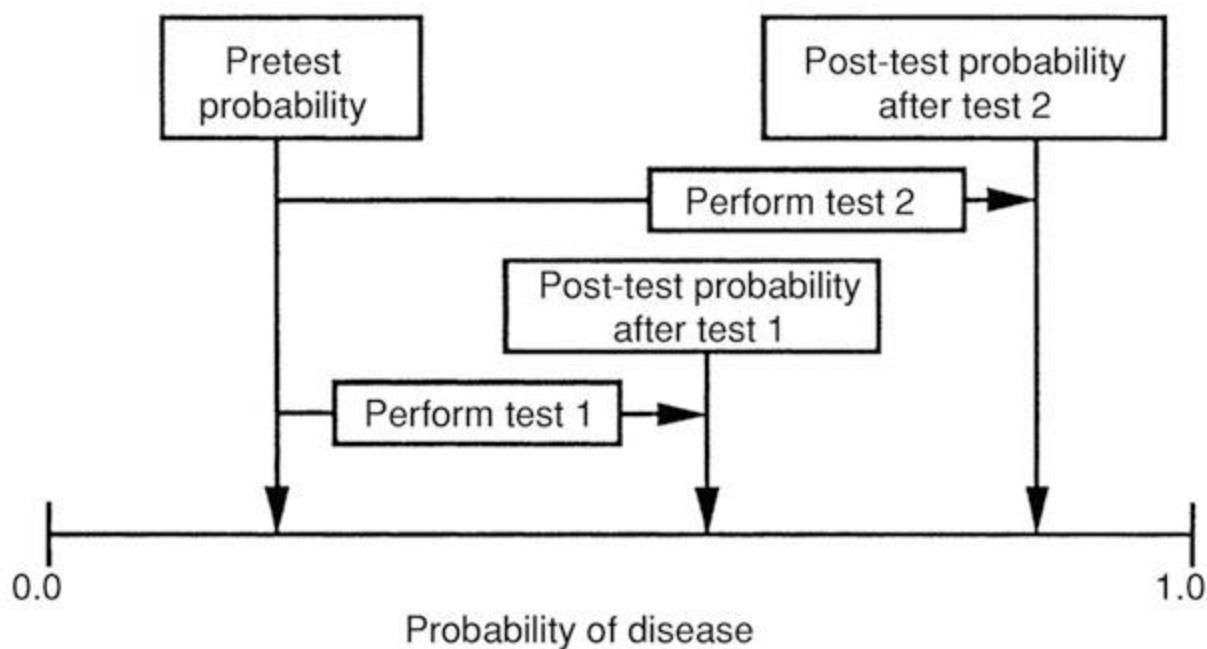 Pretest
probability
Post-test probability
after test 2
Perform test 2
Post-test probability
after test 1
Perform test 1
0.0
1.0
Probability of disease